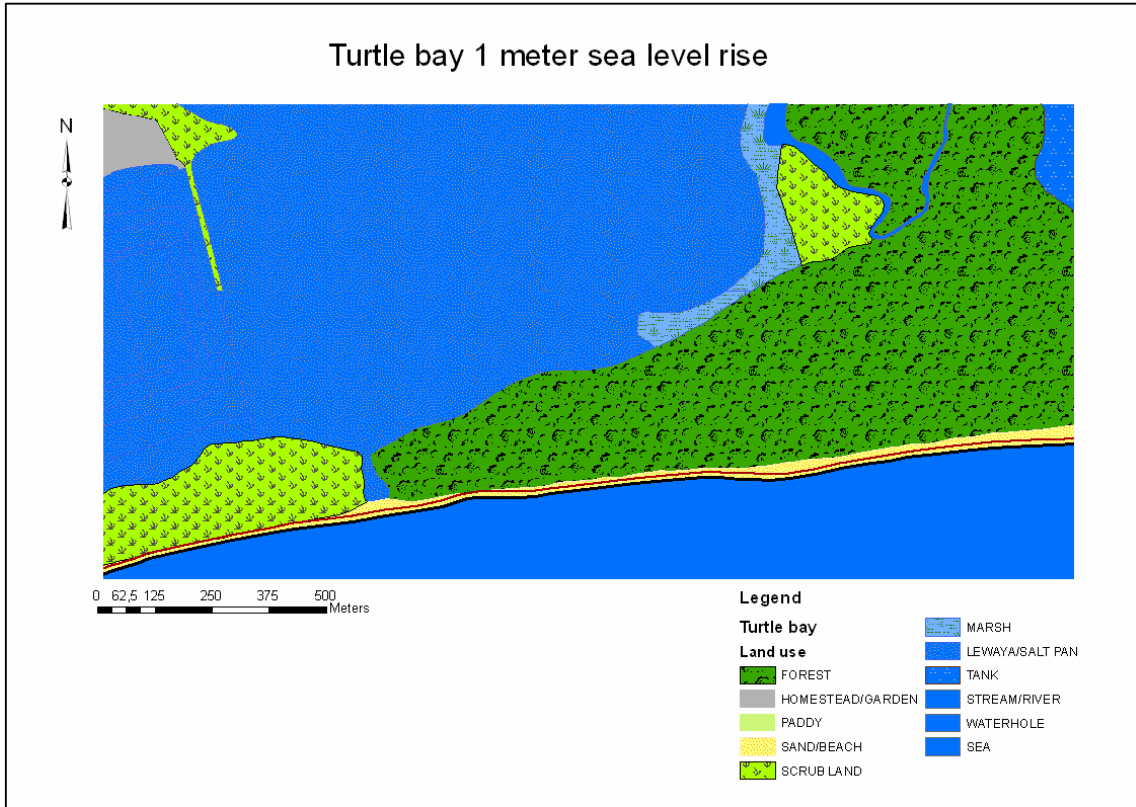 Turtle bay 1 meter sea level rise
N
0 62,5 125 250 375 500
Meters
Legend
Turtle bay
Land use
FOREST
HOMESTEAD/GARDEN
PADDY
SAND/BEACH
SCRUB LAND
MARSH
LEWAYA/SALT PAN
TANK
STREAM/RIVER
WATERHOLE
SEA